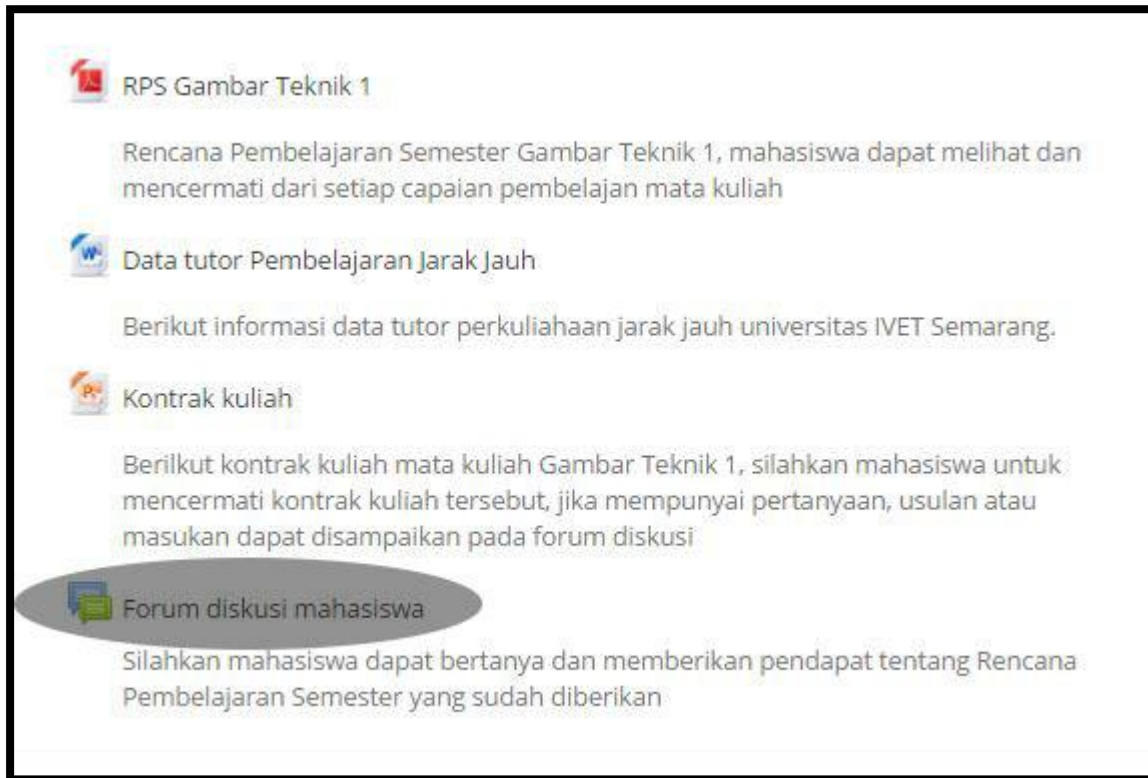 RPS Gambar Teknik 1
Rencana Pembelajaran Semester Gambar Teknik 1, mahasiswa dapat melihat dan
mencermati dari setiap capaian pembelajan mata kuliah
Data tutor Pembelajaran Jarak Jauh
Berikut informasi data tutor perkuliahaan jarak jauh universitas IVET Semarang.
Kontrak kuliah
Berilkut kontrak kuliah mata kuliah Gambar Teknik 1, silahkan mahasiswa untuk
mencermati kontrak kuliah tersebut, jika mempunyai pertanyaan, usulan atau
masukan dapat disampaikan pada forum diskusi
Forum diskusi mahasiswa
Silahkan mahasiswa dapat bertanya dan memberikan pendapat tentang Rencana
Pembelajaran Semester yang sudah diberikan